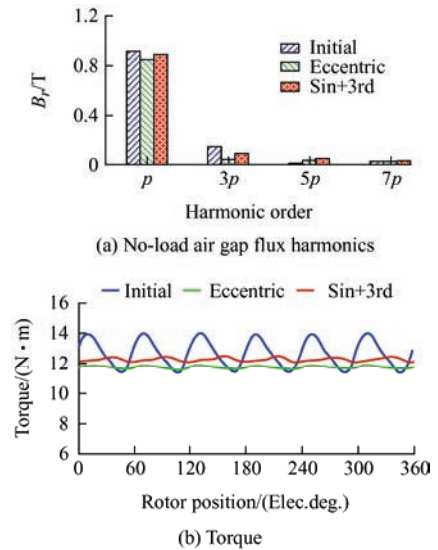 1.2
0.8
0.4
0
B_r/T
Initial
Eccentric
Sin+3rd
p
3p
5p
7p
Harmonic order
(a) No-load air gap flux harmonics
Initial Eccentric Sin+3rd
16
14
12
10
8
6
Torque/(N • m)
0 60 120 180 240 300 360
Rotor position/(Elec.deg.)
(b) Torque